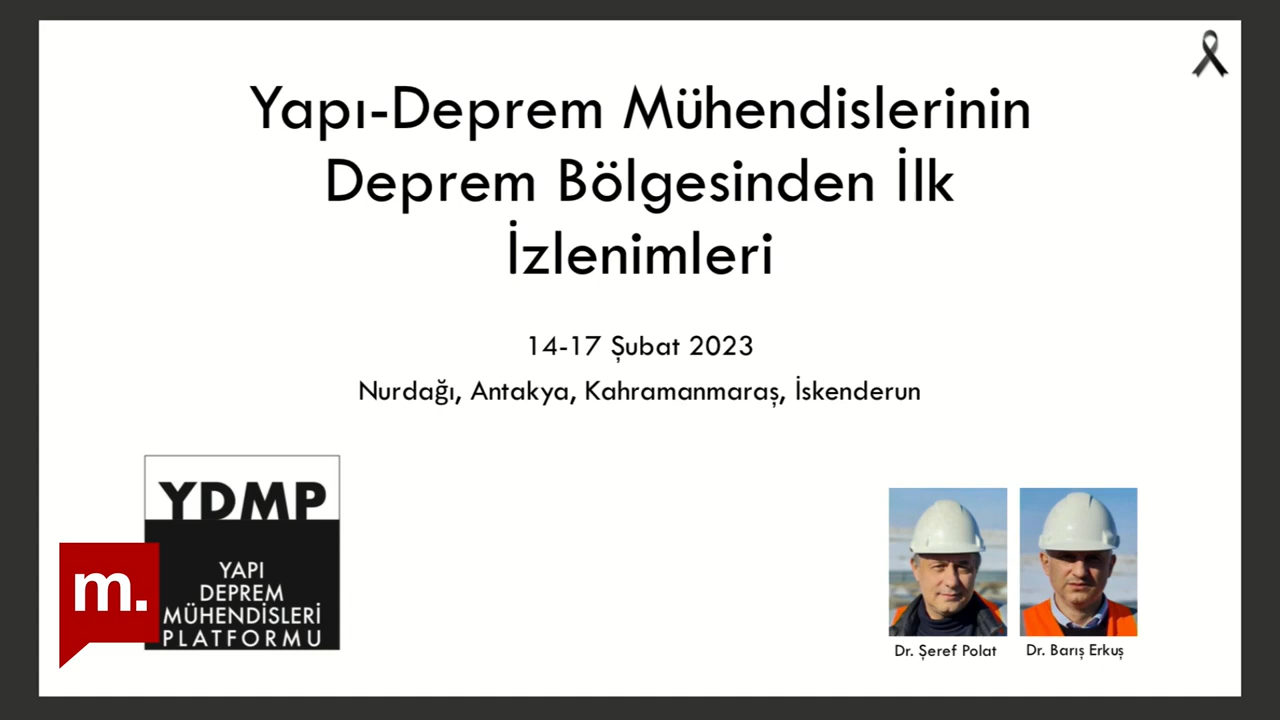 Yapı-Deprem Mühendislerinin
Deprem Bölgesinden İlk
İzlenimleri
14-17 Şubat 2023
Nurdağı, Antakya, Kahramanmaraş, İskenderun
YDMP
YAPI
DEPREM
MÜHENDİSLERİ
PLATFORMU
m.
Dr. Şeref Polat
Dr. Barış Erkuş